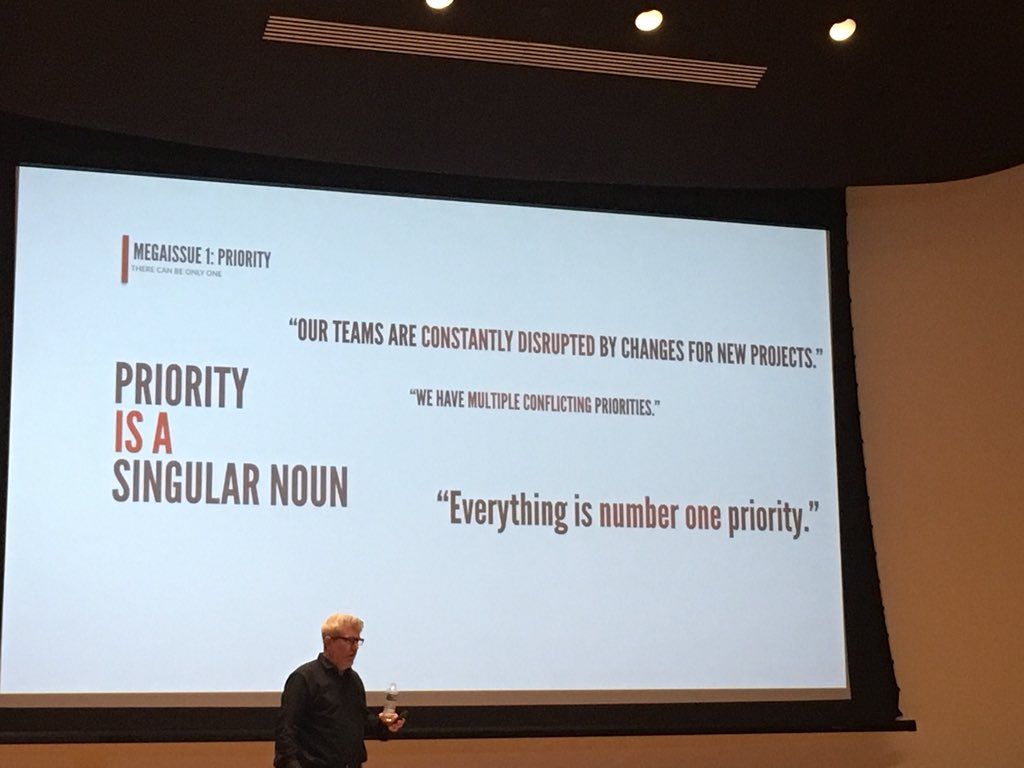 MEGAISSUE 1: PRIORITY
THERE CAN BE ONLY ONE
“OUR TEAMS ARE CONSTANTLY DISRUPTED BY CHANGES FOR NEW PROJECTS.”
PRIORITY
IS A
SINGULAR NOUN
“WE HAVE MULTIPLE CONFLICTING PRIORITIES.”
“Everything is number one priority.”